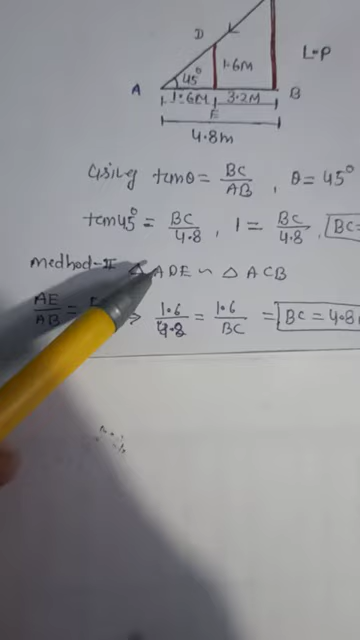 D
L=P
1.6M
45°
A
B
1.6M
3.2M
E
4.8m
Using tanθ = BC/AB , θ = 45°
tan45° = BC/4.8 , 1 = BC/4.8 , BC=
method-II △ADE ~ △ACB
AE/AB = ⇒ 1.6/4.8 = 1.6/BC = BC = 4.8